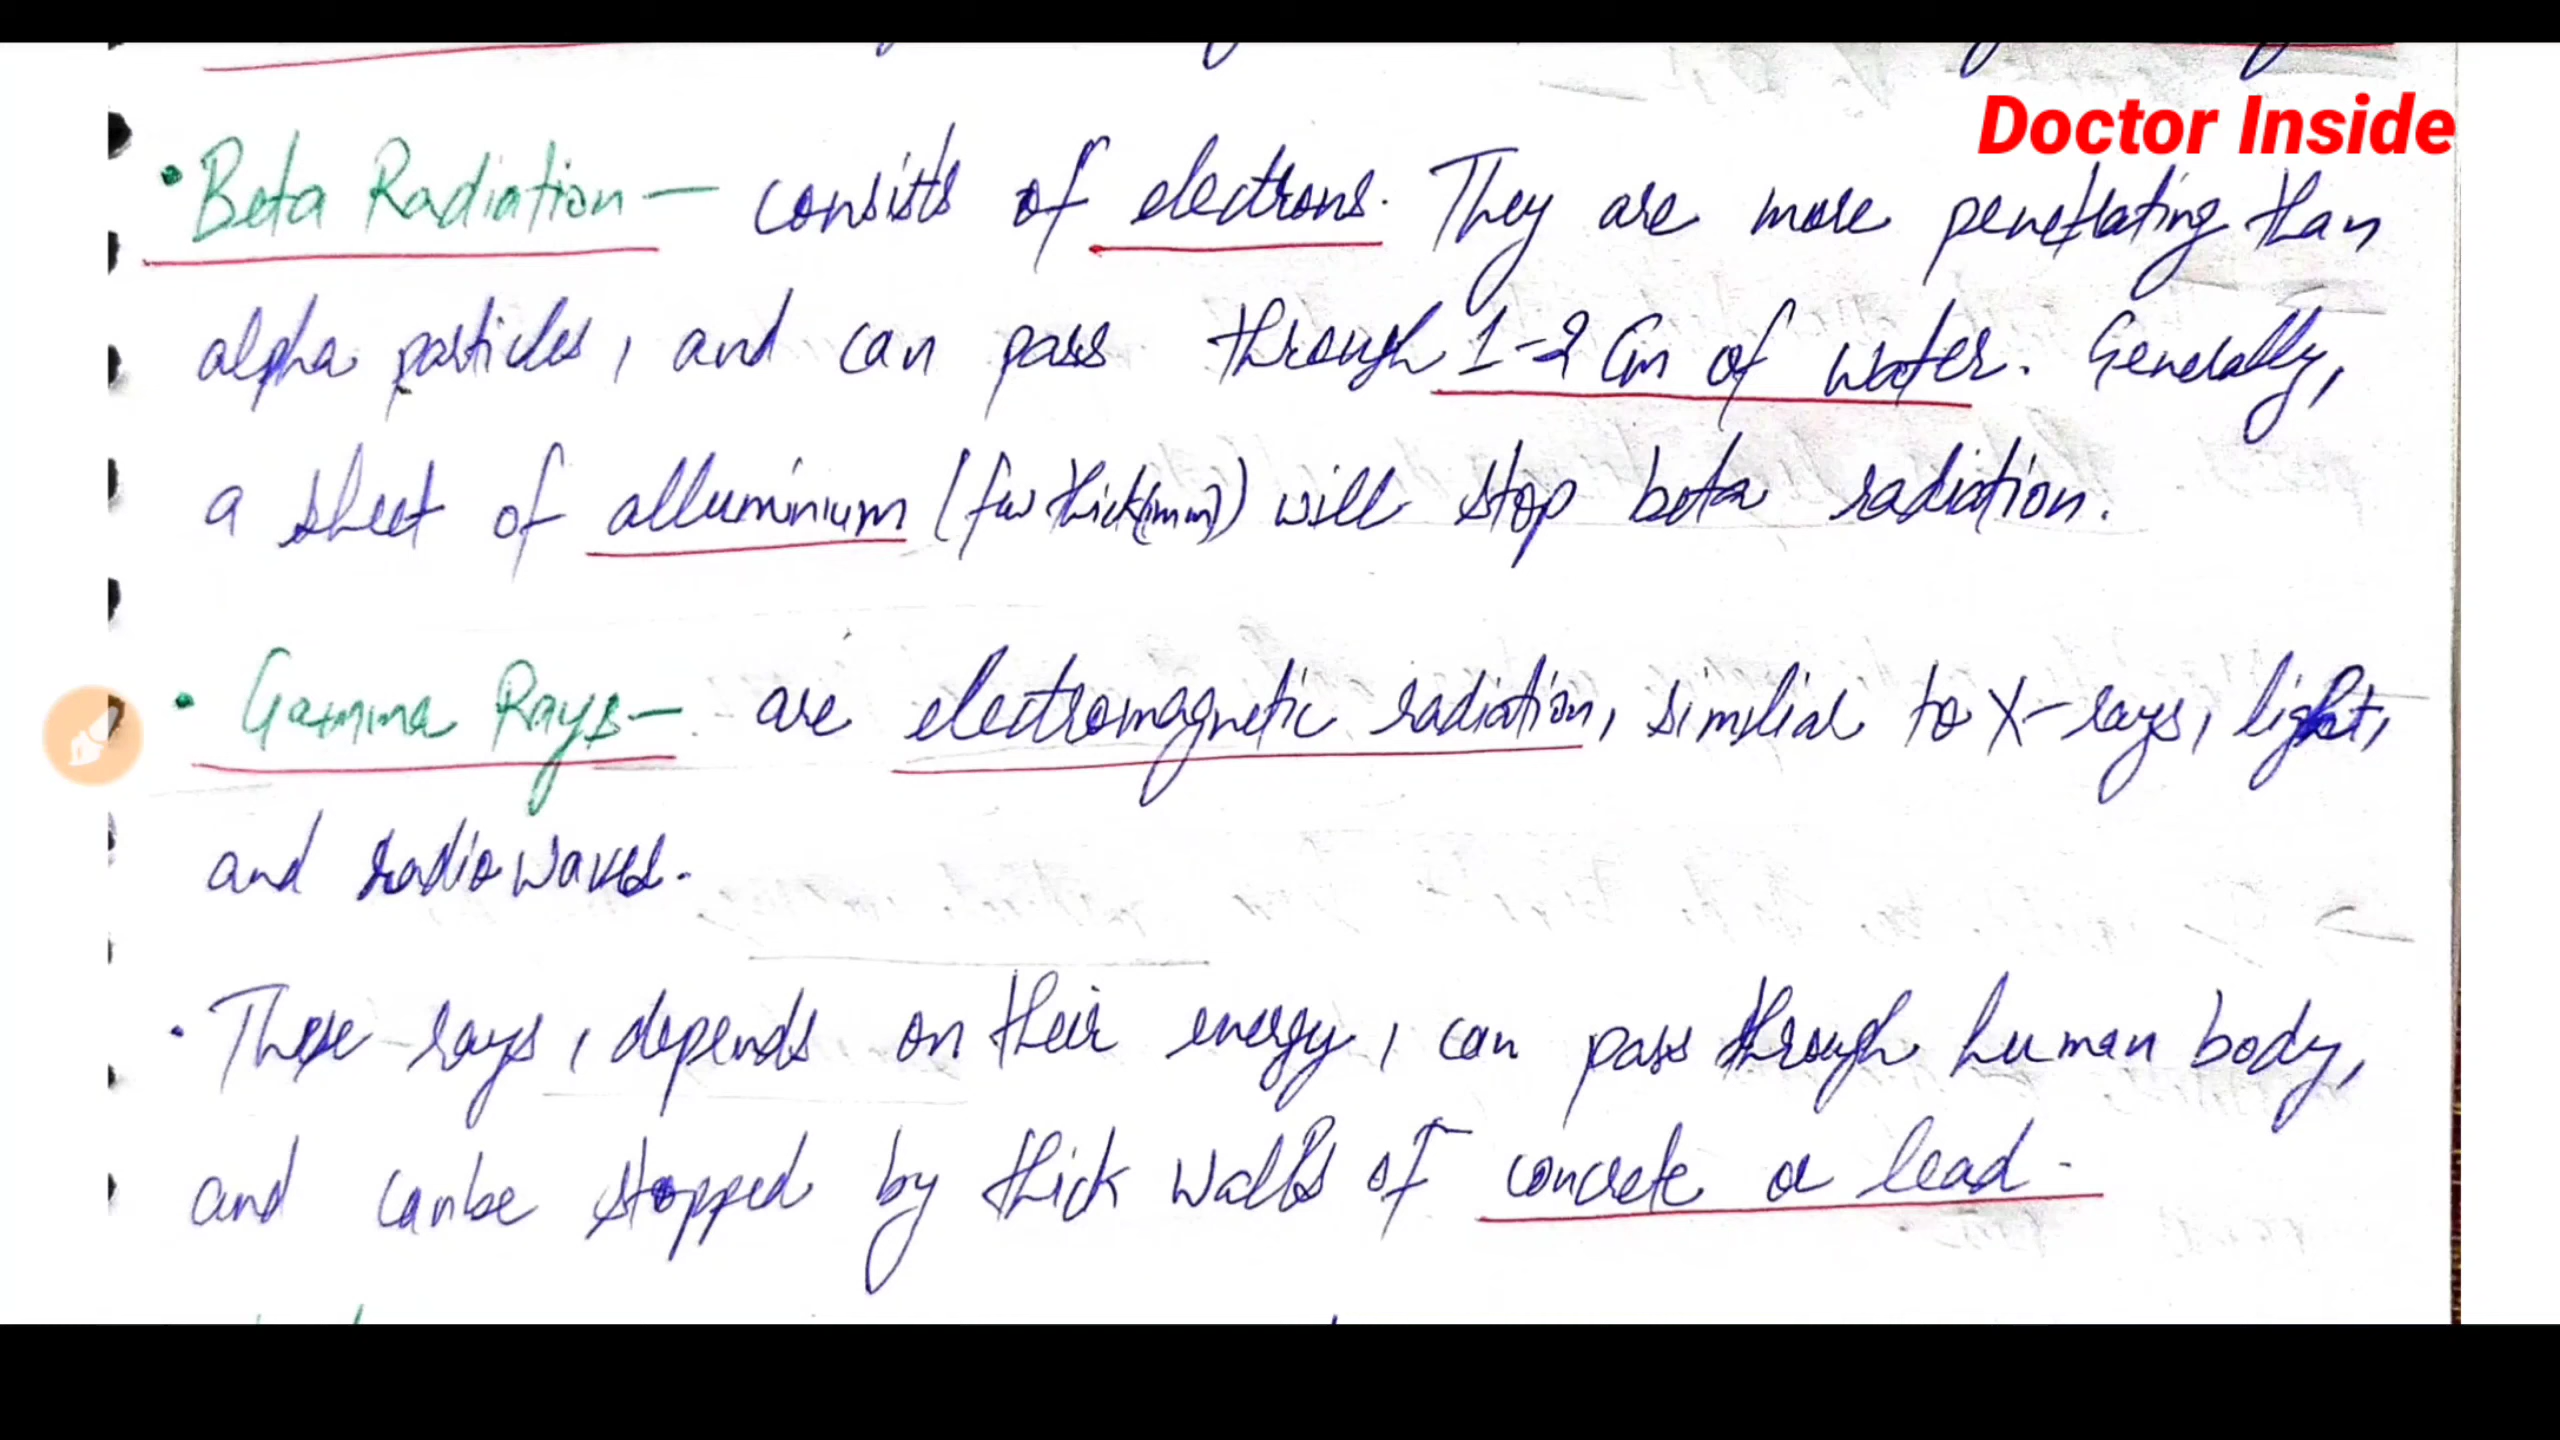 Doctor Inside
• Beta Radiation — consists of electrons. They are more penetrating than
alpha particles, and can pass through 1-2 Cm of water. Generally,
a sheet of alluminium (few thick(mm)) will stop beta radiation.
• Gamma Rays — are electromagnetic radiation, similiar to X-rays, light,
and radio waves.
• These rays, depends on their energy, can pass through human body,
and canbe stopped by thick walls of concrete or lead.